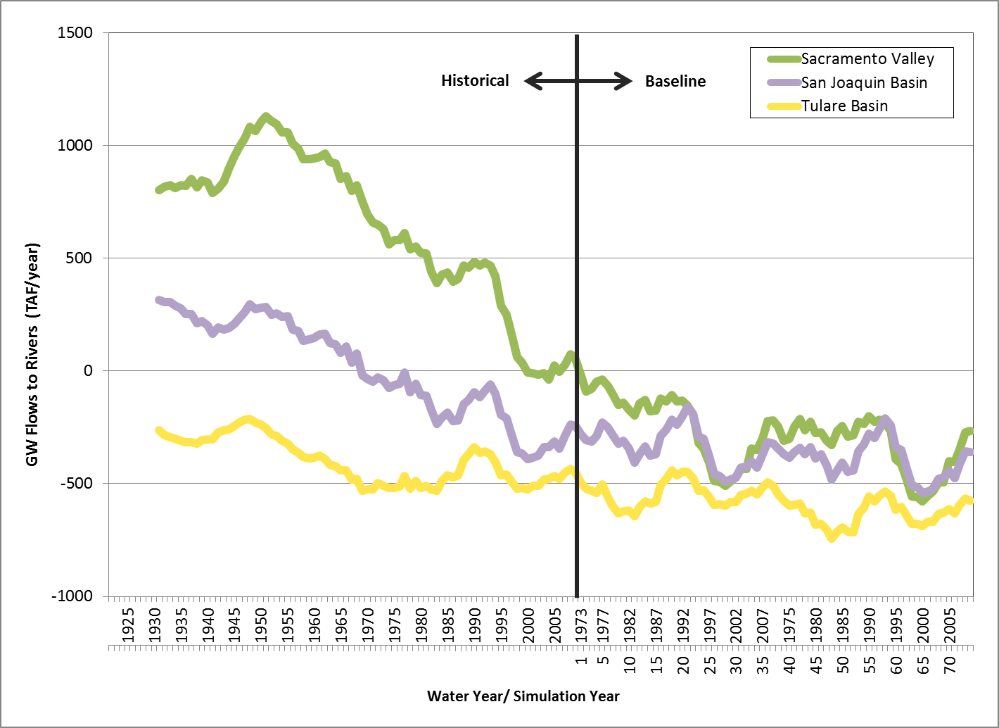 1500
1000
500
0
-500
-1000
GW Flows to Rivers (TAF/year)
Historical
Baseline
Sacramento Valley
San Joaquin Basin
Tulare Basin
1925 1930 1935 1940 1945 1950 1955 1960 1965 1970 1975 1980 1985 1990 1995 2000 2005 1973 1977 1982 1987 1992 1997 2002 2007 1975 1980 1985 1990 1995 2000 2005
1 5 10 15 20 25 30 35 40 45 50 55 60 65 70
Water Year/ Simulation Year